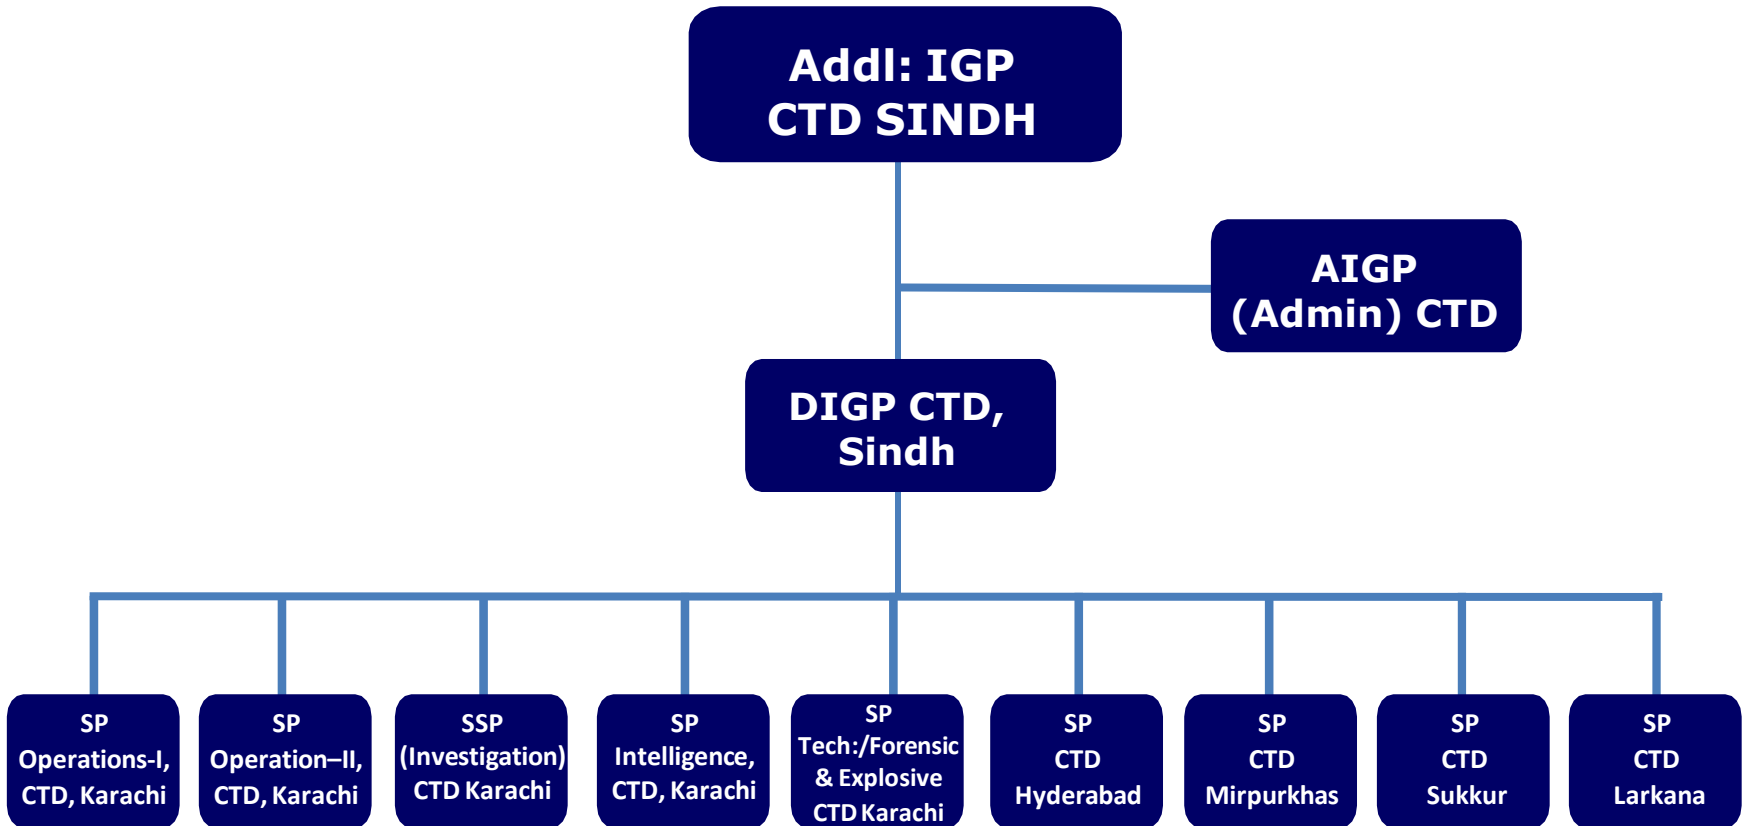 Addl: IGP
CTD SINDH
AIGP
(Admin) CTD
DIGP CTD,
Sindh
SP
Operations-I,
CTD, Karachi
SP
Operation–II,
CTD, Karachi
SSP
(Investigation)
CTD Karachi
SP
Intelligence,
CTD, Karachi
SP
Tech:/Forensic
& Explosive
CTD Karachi
SP
CTD
Hyderabad
SP
CTD
Mirpurkhas
SP
CTD
Sukkur
SP
CTD
Larkana